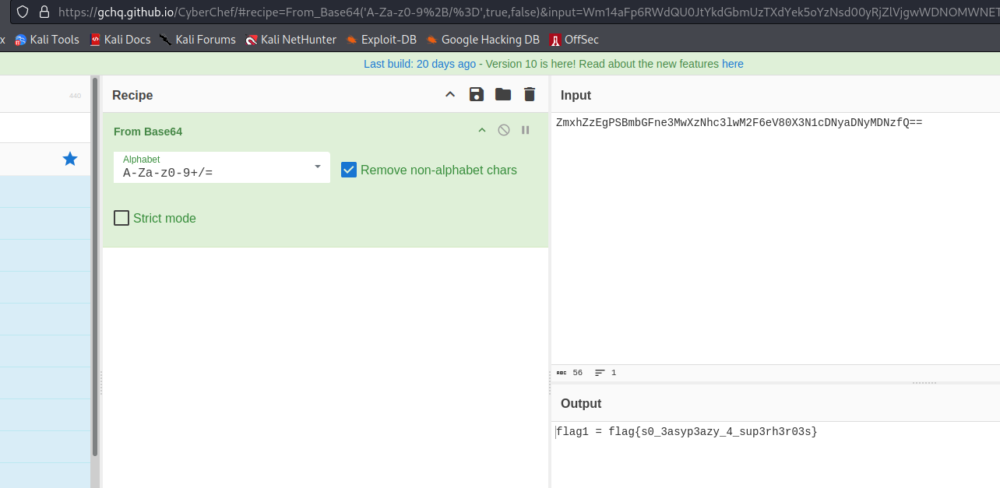 https://gchq.github.io/CyberChef/#recipe=From_Base64('A-Za-z0-9%2B/%3D',true,false)&input=Wm14aFp6RWdQU0JtYkdGbmUzTXdYek5oYzNsd00yRjZlVjgwWDNOMWNET
x Kali Tools Kali Docs Kali Forums Kali NetHunter Exploit-DB Google Hacking DB OffSec
Last build: 20 days ago - Version 10 is here! Read about the new features here
440
Recipe
Input
From Base64
Alphabet
A-Za-z0-9+/=
Remove non-alphabet chars
Strict mode
ZmxhZzEgPSBmbGFne3MwXzNhc3lwM2F6eV80X3N1cDNyaDNyMDNzfQ==
ABC 56 1
Output
flag1 = flag{s0_3asyp3azy_4_sup3rh3r03s}